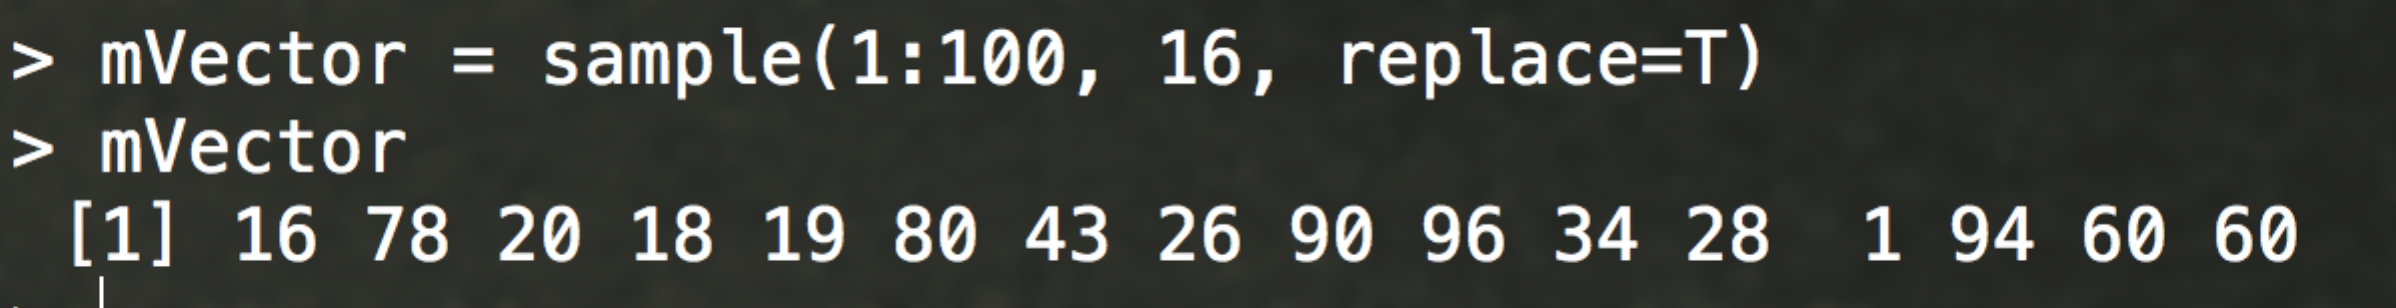 > mVector = sample(1:100, 16, replace=T)
> mVector
 [1] 16 78 20 18 19 80 43 26 90 96 34 28  1 94 60 60